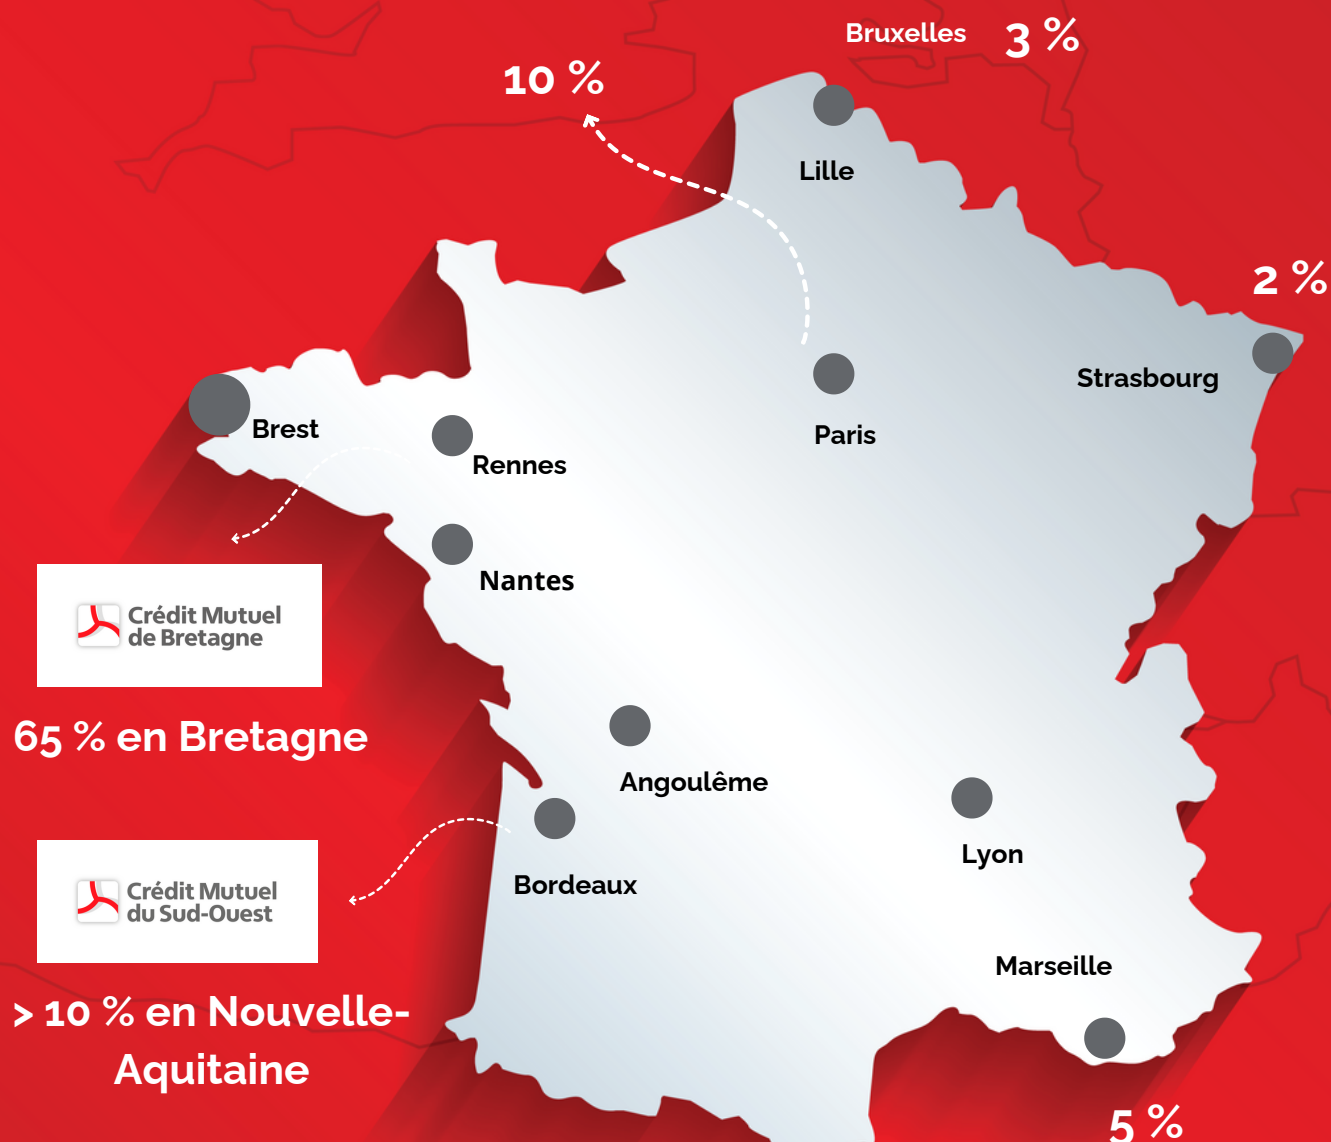 Bruxelles 3 %
10 %
Lille
2 %
Strasbourg
Paris
Brest
Rennes
Nantes
Crédit Mutuel
de Bretagne
65 % en Bretagne
Angoulême
Lyon
Bordeaux
Crédit Mutuel
du Sud-Ouest
Marseille
> 10 % en Nouvelle-
Aquitaine
5 %